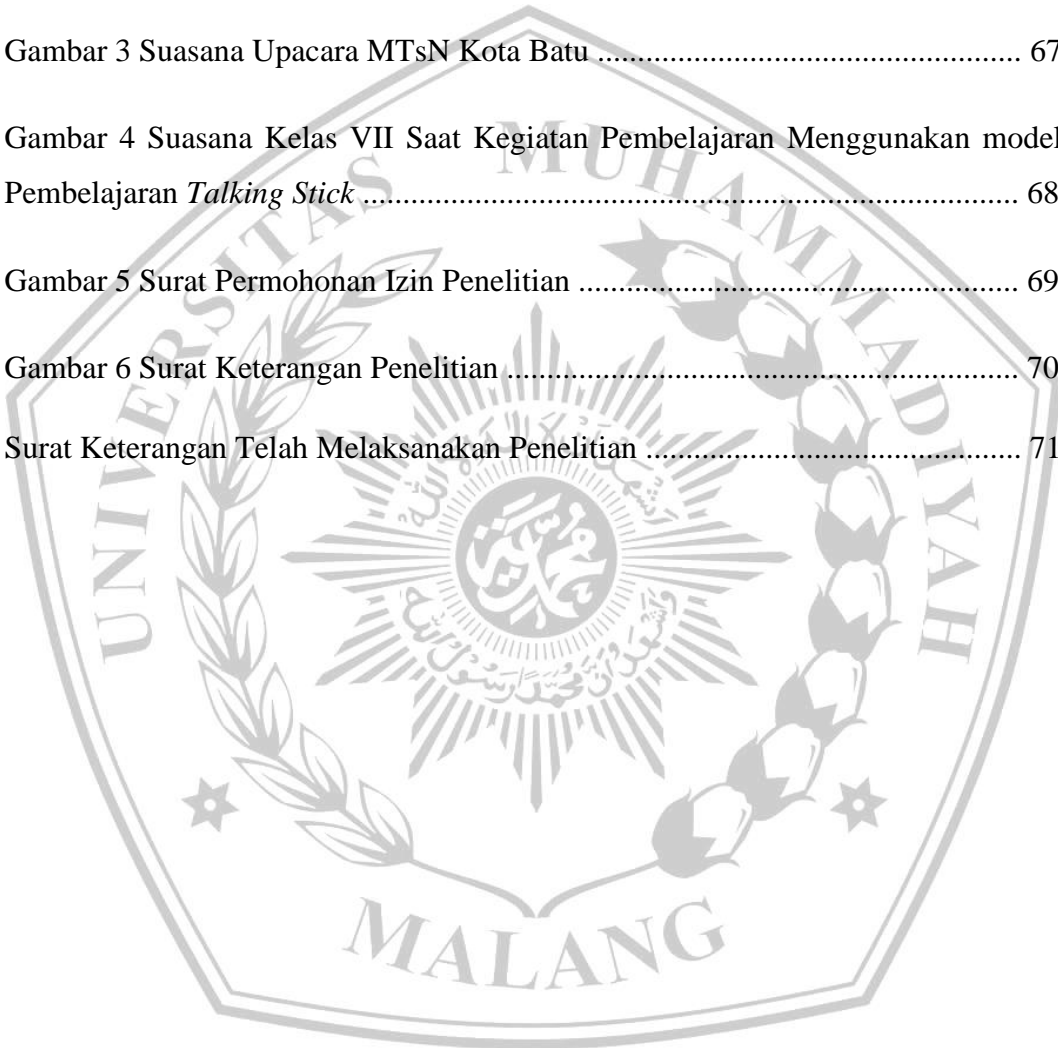 Gambar 3 Suasana Upacara MTsN Kota Batu .................................................... 67
Gambar 4 Suasana Kelas VII Saat Kegiatan Pembelajaran Menggunakan model
Pembelajaran Talking Stick ................................................................................. 68
Gambar 5 Surat Permohonan Izin Penelitian ...................................................... 69
Gambar 6 Surat Keterangan Penelitian ............................................................... 70
Surat Keterangan Telah Melaksanakan Penelitian .............................................. 71
UNIVERSITAS MUHAMMADIYAH
MALANG